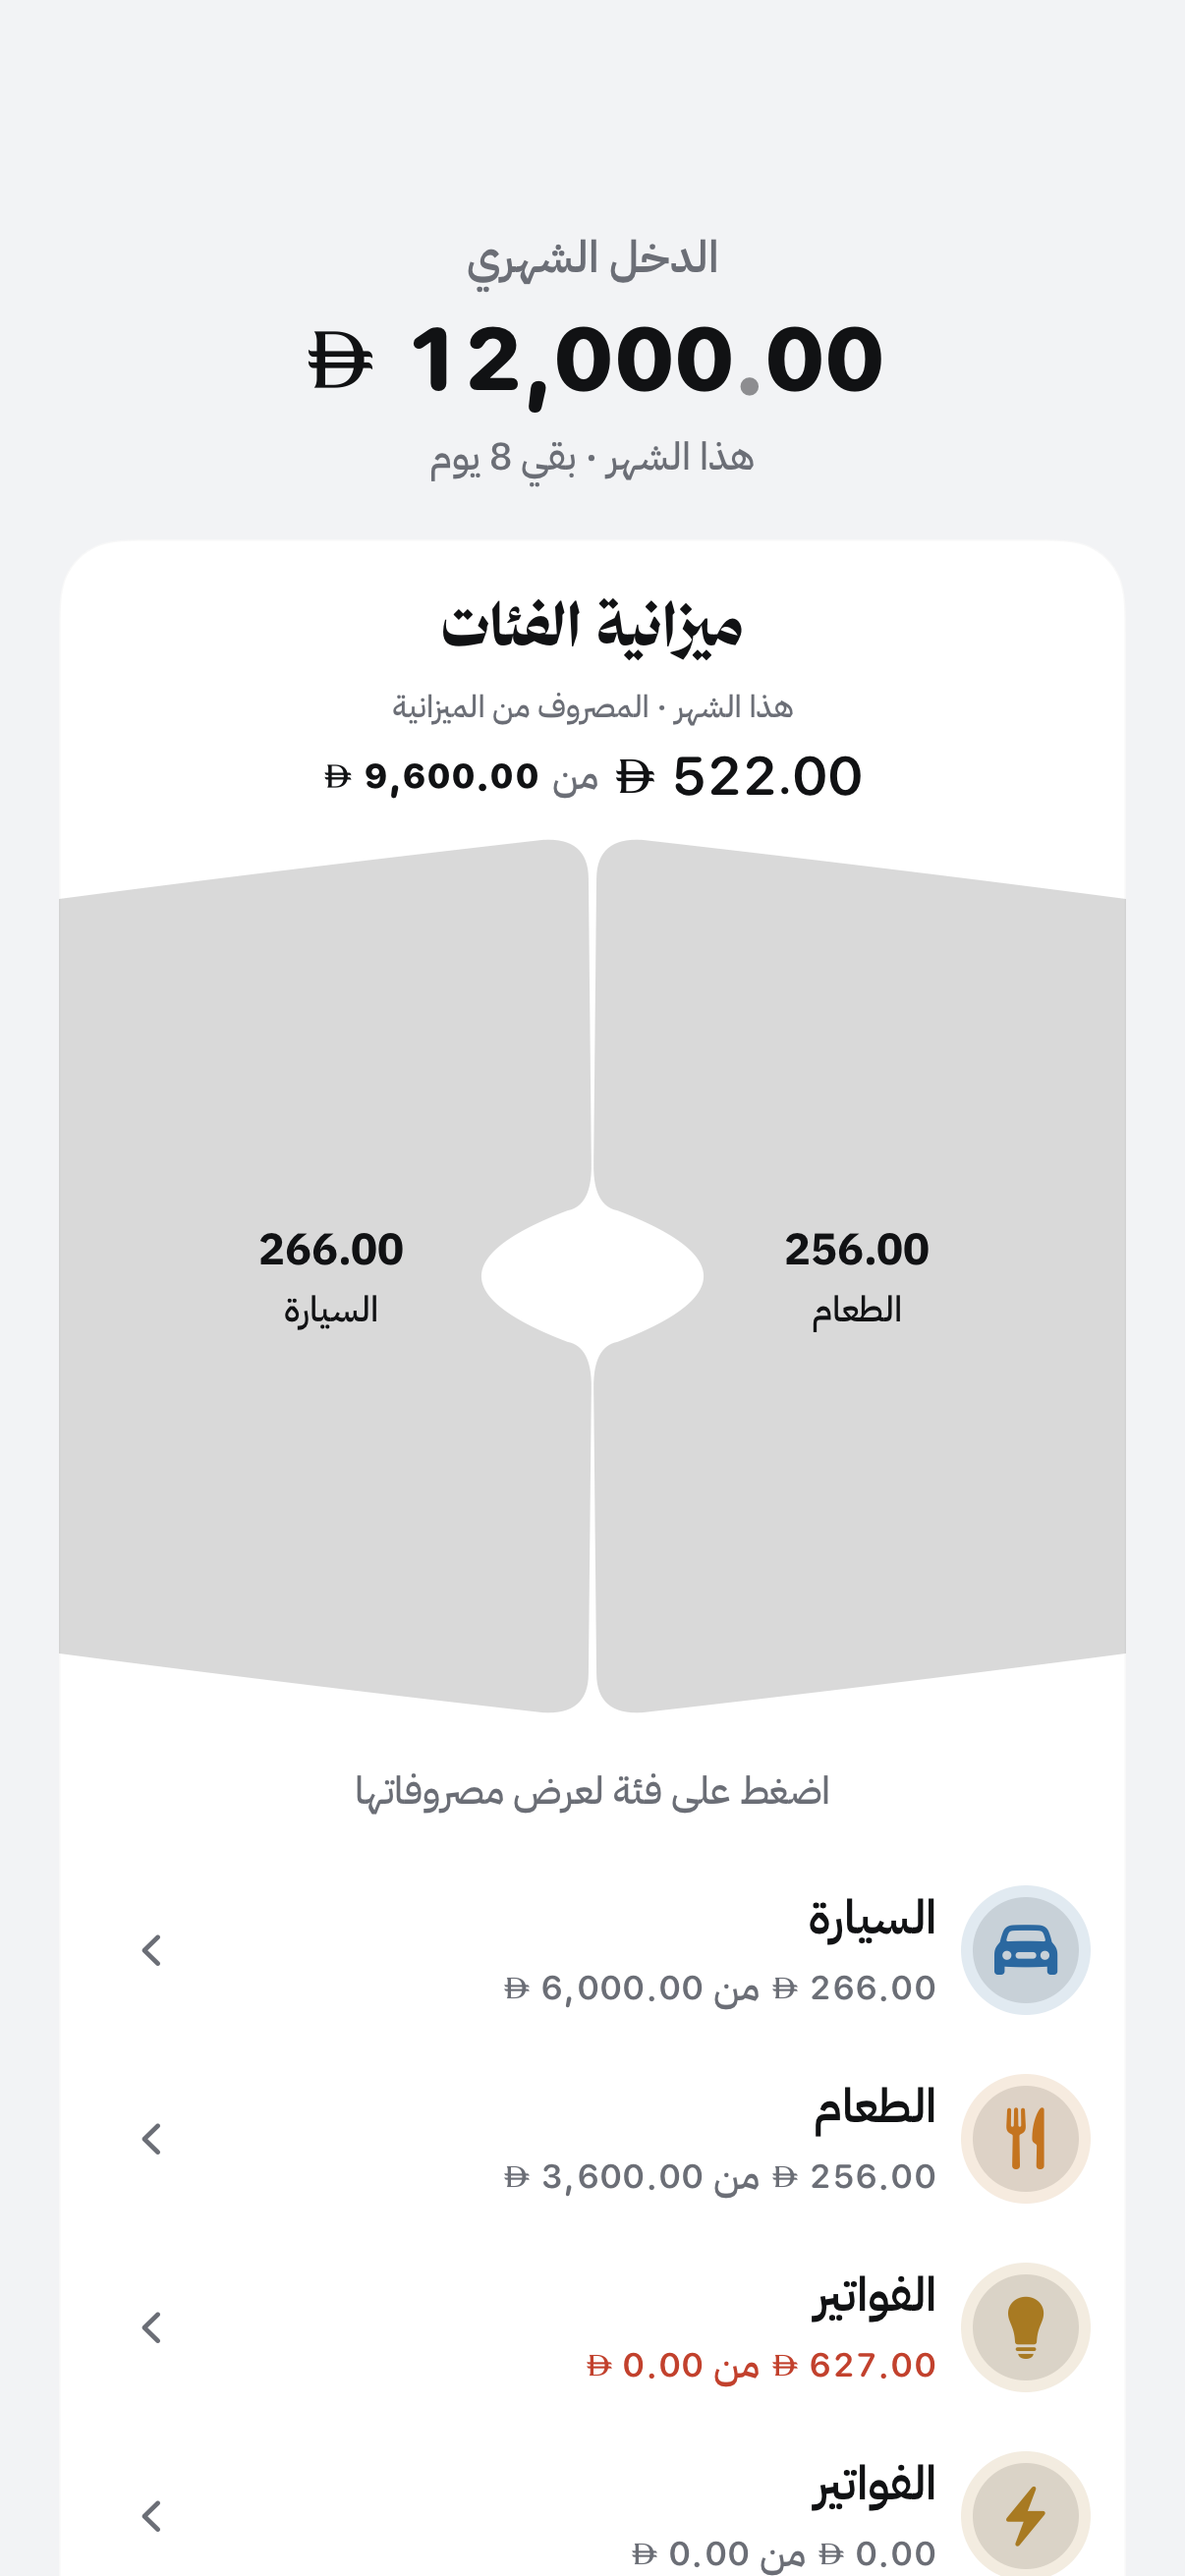 الدخل الشهري
12,000.00
هذا الشهر · بقي 8 يوم
ميزانية الفئات
هذا الشهر · المصروف من الميزانية
522.00 من 9,600.00
256.00
الطعام
266.00
السيارة
اضغط على فئة لعرض مصروفاتها
السيارة
266.00 من 6,000.00
الطعام
256.00 من 3,600.00
الفواتير
627.00 من 0.00
الفواتير
0.00 من 0.00